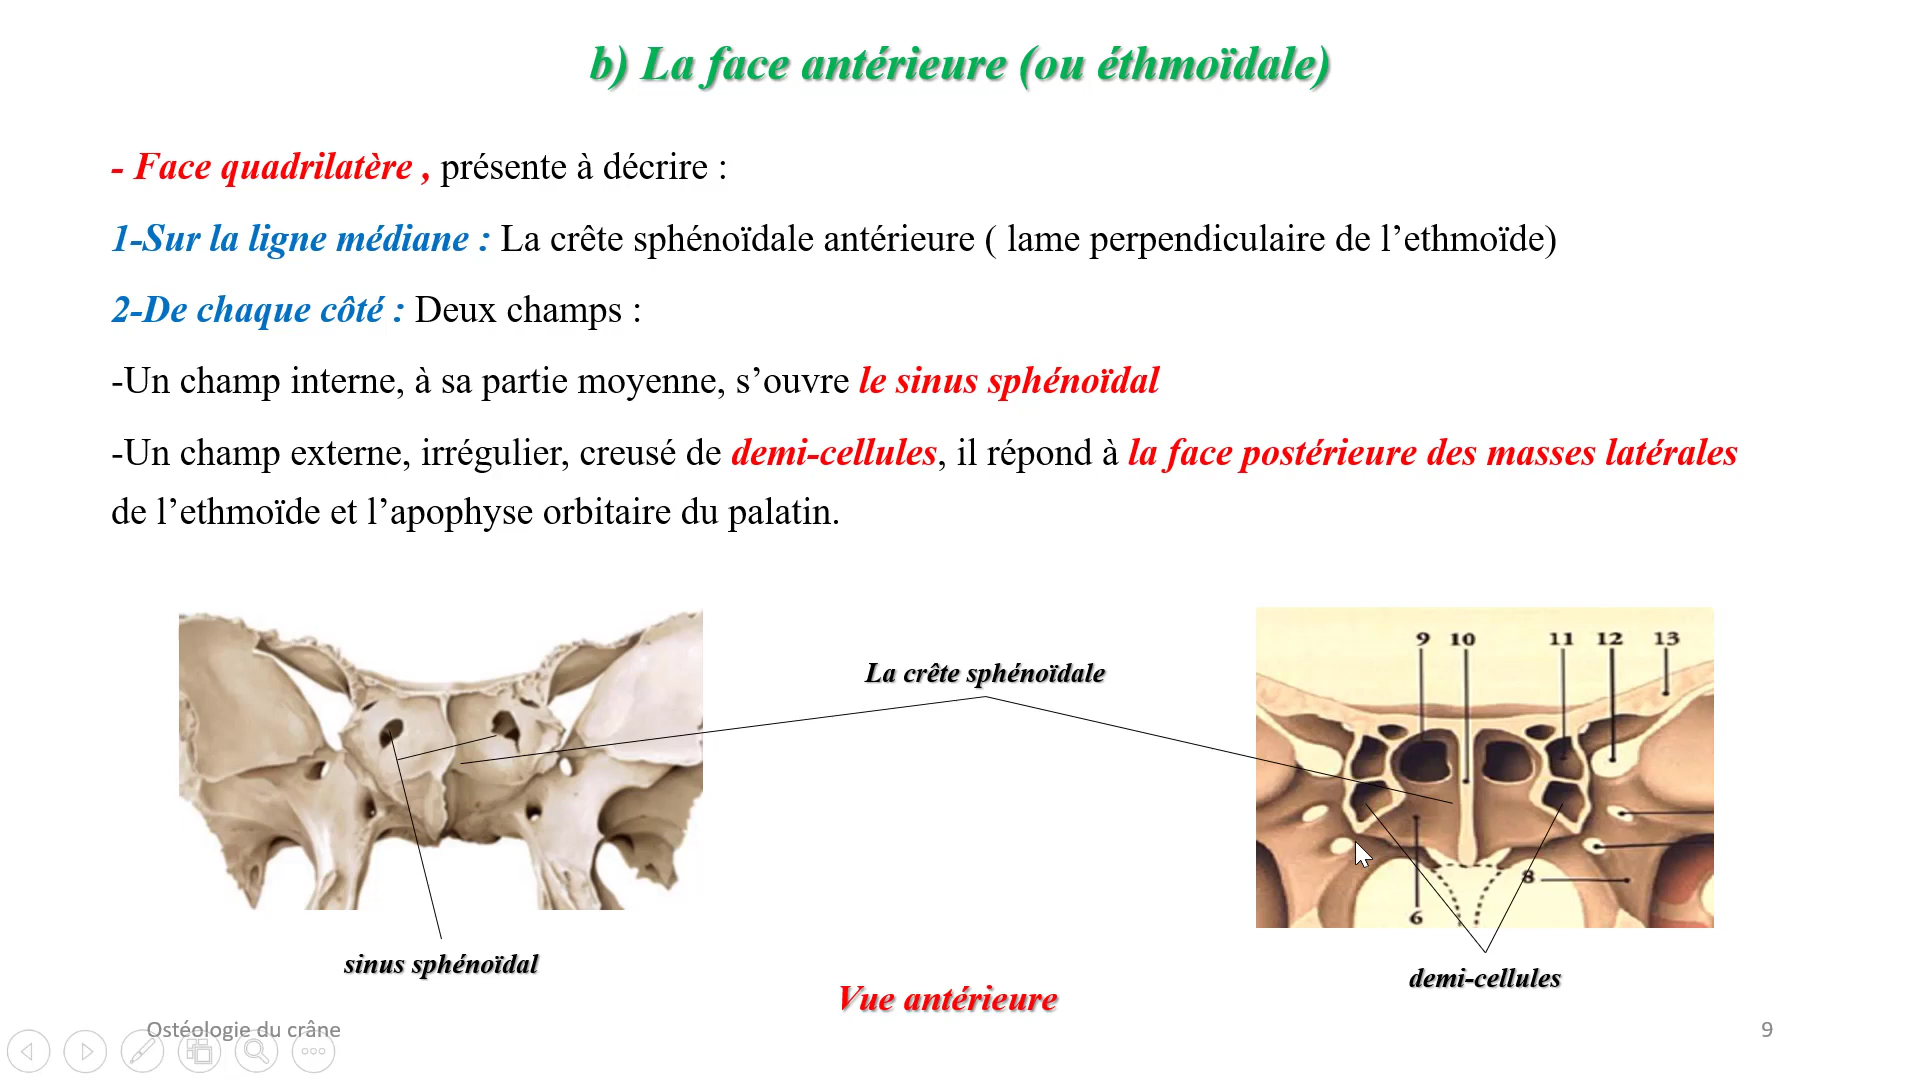 b) La face antérieure (ou éthmoïdale)
- Face quadrilatère , présente à décrire :
1-Sur la ligne médiane : La crête sphénoïdale antérieure ( lame perpendiculaire de l’ethmoïde)
2-De chaque côté : Deux champs :
-Un champ interne, à sa partie moyenne, s’ouvre le sinus sphénoïdal
-Un champ externe, irrégulier, creusé de demi-cellules, il répond à la face postérieure des masses latérales
de l’ethmoïde et l’apophyse orbitaire du palatin.
9 10 11 12 13
La crête sphénoïdale
8
6
sinus sphénoïdal
demi-cellules
Vue antérieure
Ostéologie du crâne
9